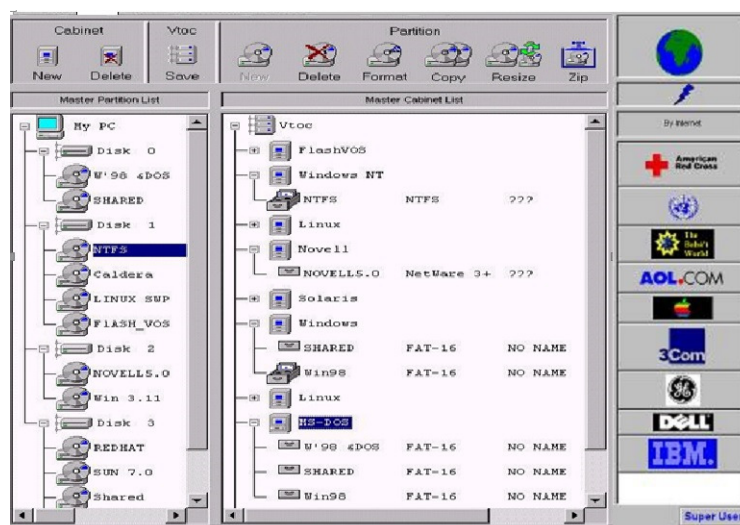 Cabinet Vtoc Partition
New Delete Save New Delete Format Copy Resize Zip
Master Partition List
My PC
Disk 0
W'98 &DOS
SHARED
Disk 1
NTFS
Caldera
LINUX SWP
FlASH_VOS
Disk 2
NOVELL5.0
Win 3.11
Disk 3
REDHAT
SUN 7.0
Shared
Master Cabinet List
Vtoc
FlashVOS
Windows NT
NTFS NTFS ???
Linux
Novell
NOVELL5.0 NetWare 3+ ???
Solaris
Windows
SHARED FAT-16 NO NAME
Win98 FAT-16 NO NAME
Linux
MS-DOS
W'98 &DOS FAT-16 NO NAME
SHARED FAT-16 NO NAME
Win98 FAT-16 NO NAME
By Internet
American
Red Cross
The
Bahá'í
World
AOL.COM
3Com
GE
DELL
IBM.
Super User